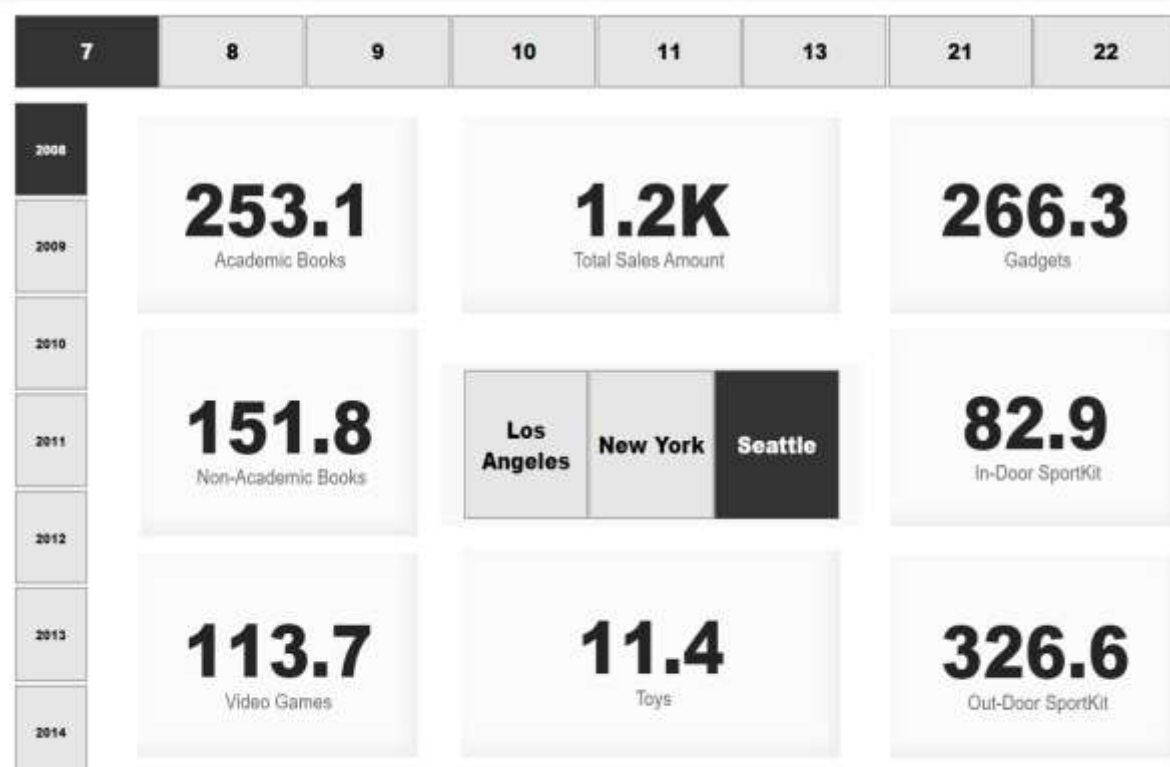 7
8
9
10
11
13
21
22
2008
2009
2010
2011
2012
2013
2014
253.1
Academic Books
1.2K
Total Sales Amount
266.3
Gadgets
151.8
Non-Academic Books
Los
Angeles
New York
Seattle
82.9
In-Door SportKit
113.7
Video Games
11.4
Toys
326.6
Out-Door SportKit